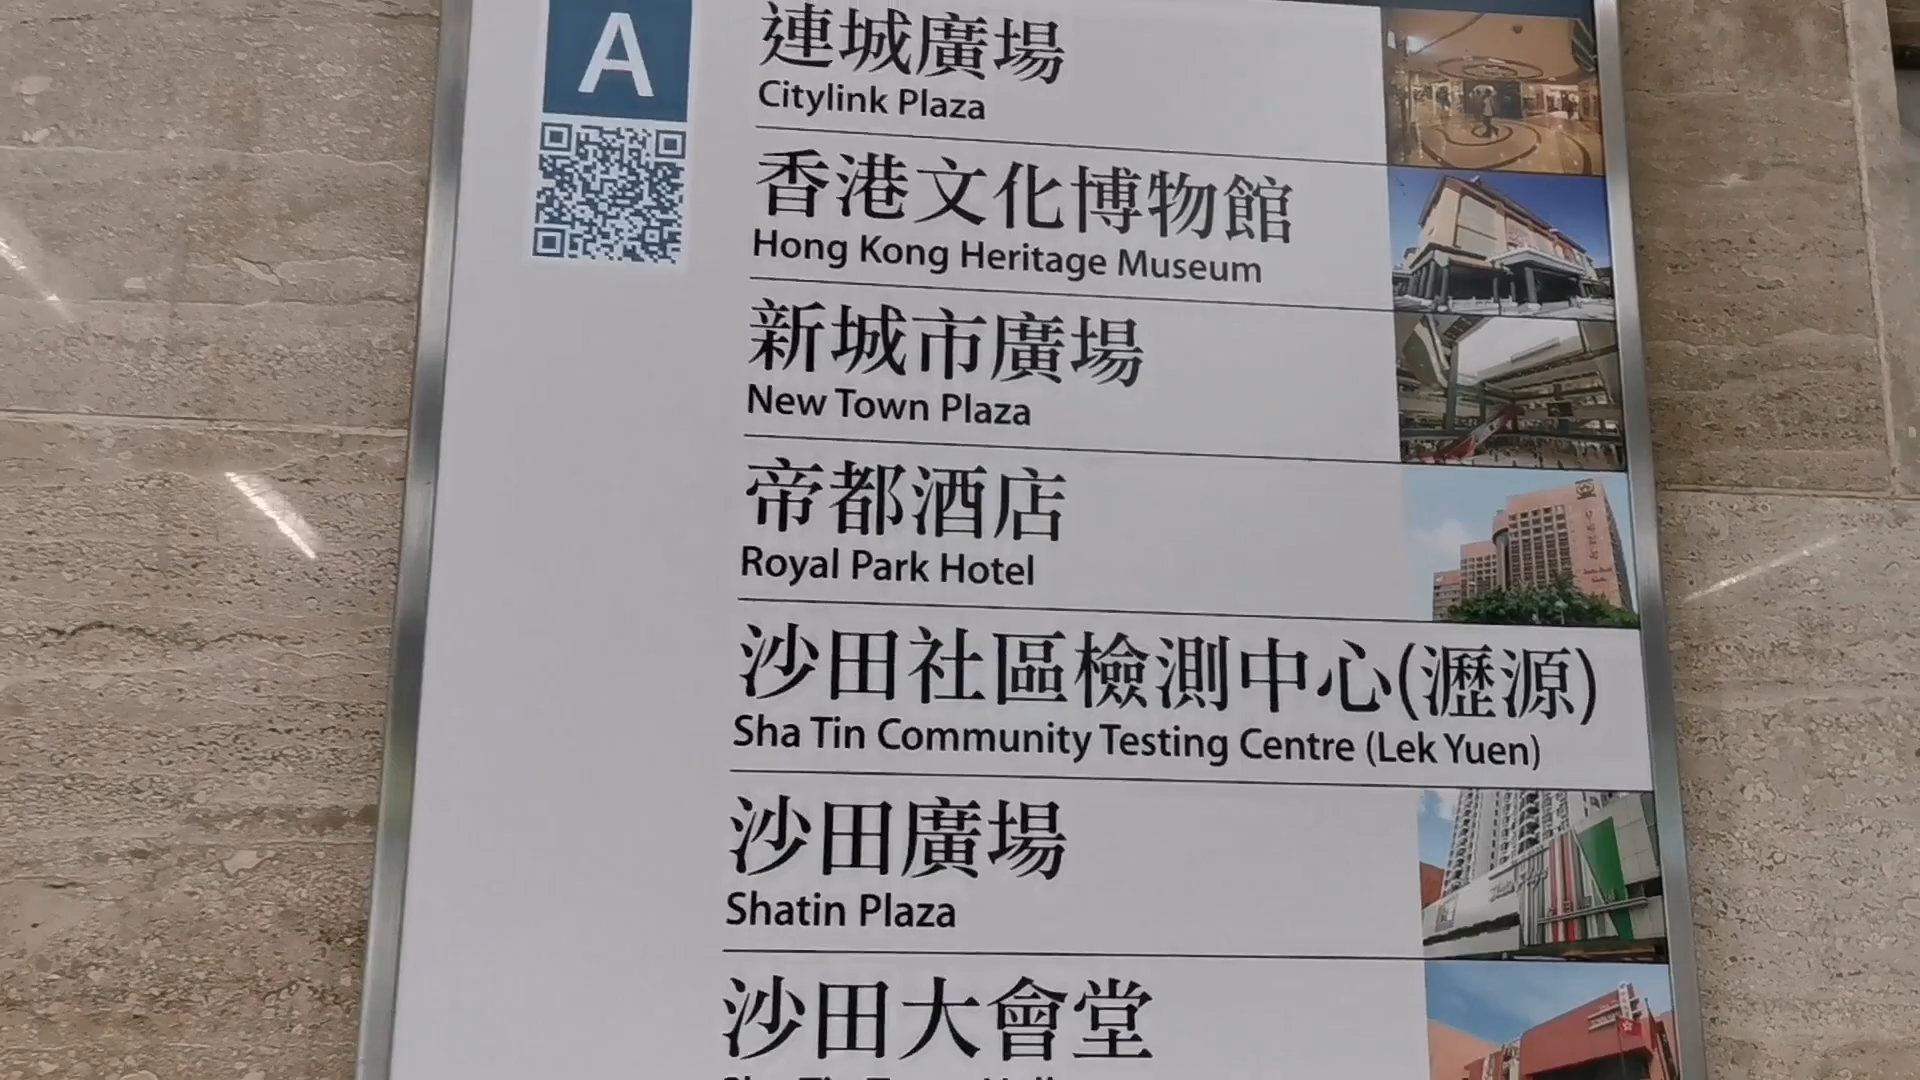 A
連城廣場
Citylink Plaza
香港文化博物館
Hong Kong Heritage Museum
新城市廣場
New Town Plaza
帝都酒店
Royal Park Hotel
沙田社區檢測中心(瀝源)
Sha Tin Community Testing Centre (Lek Yuen)
沙田廣場
Shatin Plaza
沙田大會堂